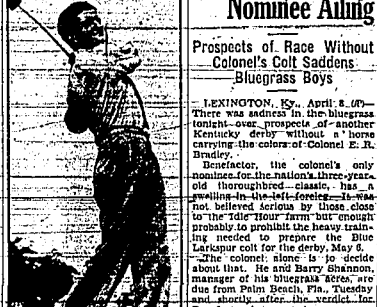 Nominee Ailing
Prospects of Race Without
Colonel's Colt Saddens
Bluegrass Boys
LEXINGTON, Ky., April 8 (AP)—
There was sadness in the bluegrass
tonight over prospects of another
Kentucky derby without a horse
carrying the colors of Colonel E. R.
Bradley.
Benefactor, the colonel's only
nominee for the nation's three-year-
old thoroughbred classic, has a
swelling in the left foreleg. It was
not believed serious by those close
to the Idle Hour farm but enough
probably to prohibit the heavy train-
ing needed to prepare the Blue
Larkspur colt for the derby, May 6.
The colonel alone is to decide
about that. He and Barry Shannon,
manager of his bluegrass acres, are
due from Palm Beach, Fla., Tuesday
and shortly after the verdict for